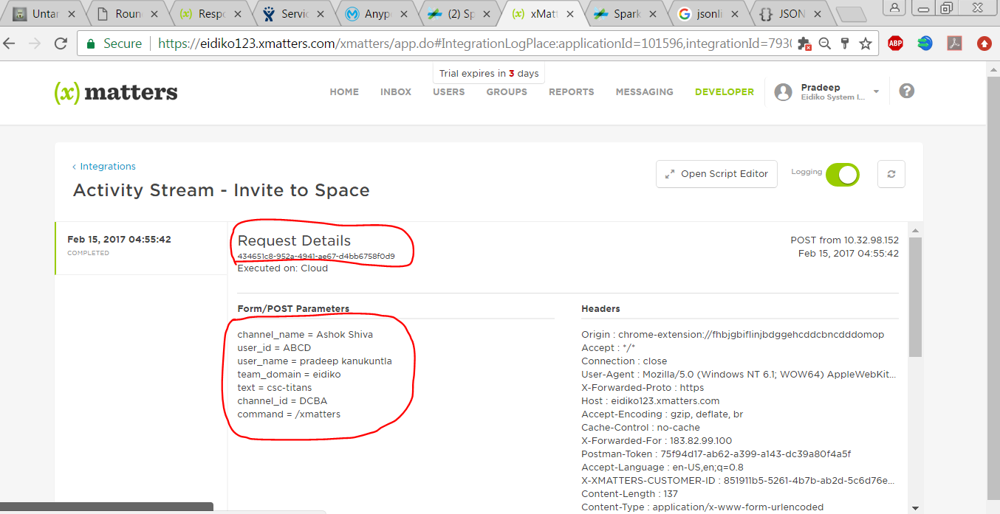 Untar
Roun
(x) Respo
Servic
Anyp
(2) Sp
(x) xMatt
Spark
jsonli
{} JSON
Secure
https://eidiko123.xmatters.com/xmatters/app.do#IntegrationLogPlace:applicationId=101596,integrationId=7930
ABP
Trial expires in 3 days
(x) matters
HOME
INBOX
USERS
GROUPS
REPORTS
MESSAGING
DEVELOPER
Pradeep
Eidiko System I...
?
‹ Integrations
Activity Stream - Invite to Space
Open Script Editor
Logging
Feb 15, 2017 04:55:42
COMPLETED
Request Details
434651c8-952a-4941-ae67-d4bb6758f0d9
Executed on: Cloud
POST from 10.32.98.152
Feb 15, 2017 04:55:42
Form/POST Parameters
channel_name = Ashok Shiva
user_id = ABCD
user_name = pradeep kanukuntla
team_domain = eidiko
text = csc-titans
channel_id = DCBA
command = /xmatters
Headers
Origin : chrome-extension://fhbjgbiflinjbdggehcddcbncdddomop
Accept : */*
Connection : close
User-Agent : Mozilla/5.0 (Windows NT 6.1; WOW64) AppleWebKit...
X-Forwarded-Proto : https
Host : eidiko123.xmatters.com
Accept-Encoding : gzip, deflate, br
Cache-Control : no-cache
X-Forwarded-For : 183.82.99.100
Postman-Token : 75f94d17-ab62-a399-a143-dc39a80f4a5f
Accept-Language : en-US,en;q=0.8
X-XMATTERS-CUSTOMER-ID : 851911b5-5261-4b7b-ab2d-5c6d76e...
Content-Length : 137
Content-Type : application/x-www-form-urlencoded